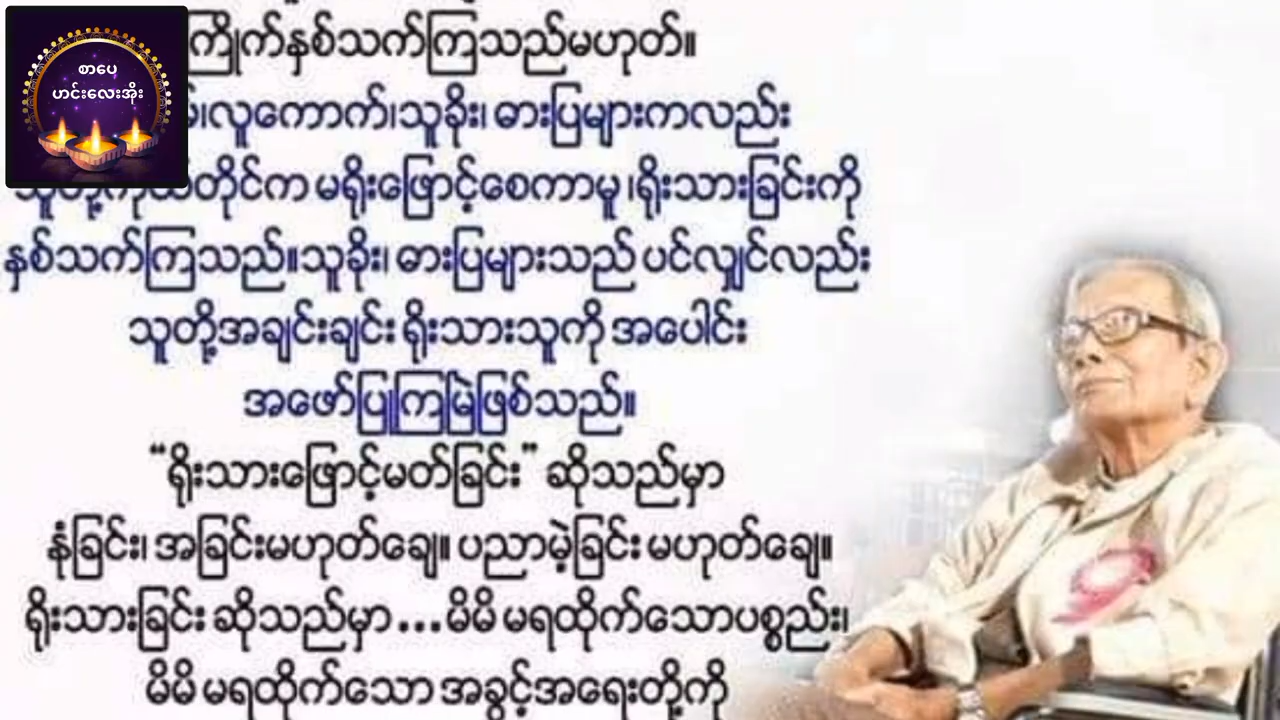 စာပေ
ဟင်းလေးအိုး
ကြိုက်နှစ်သက်ကြသည်မဟုတ်။
၊လူကောက်၊သူခိုး၊ ဓားပြများကလည်း
မရိုးဖြောင့်စေကာမူ ၊ရိုးသားခြင်းကို
နှစ်သက်ကြသည်။သူခိုး၊ ဓားပြများသည် ပင်လျှင်လည်း
သူတို့အချင်းချင်း ရိုးသားသူကို အပေါင်း
အဖော်ပြုကြမြဲဖြစ်သည်။
“ရိုးသားဖြောင့်မတ်ခြင်း” ဆိုသည်မှာ
နုံခြင်း၊ အခြင်းမဟုတ်ချေ။ ပညာမဲ့ခြင်း မဟုတ်ချေ။
ရိုးသားခြင်း ဆိုသည်မှာ ... မိမိ မရထိုက်သောပစ္စည်း၊
မိမိ မရထိုက်သော အခွင့်အရေးတို့ကို